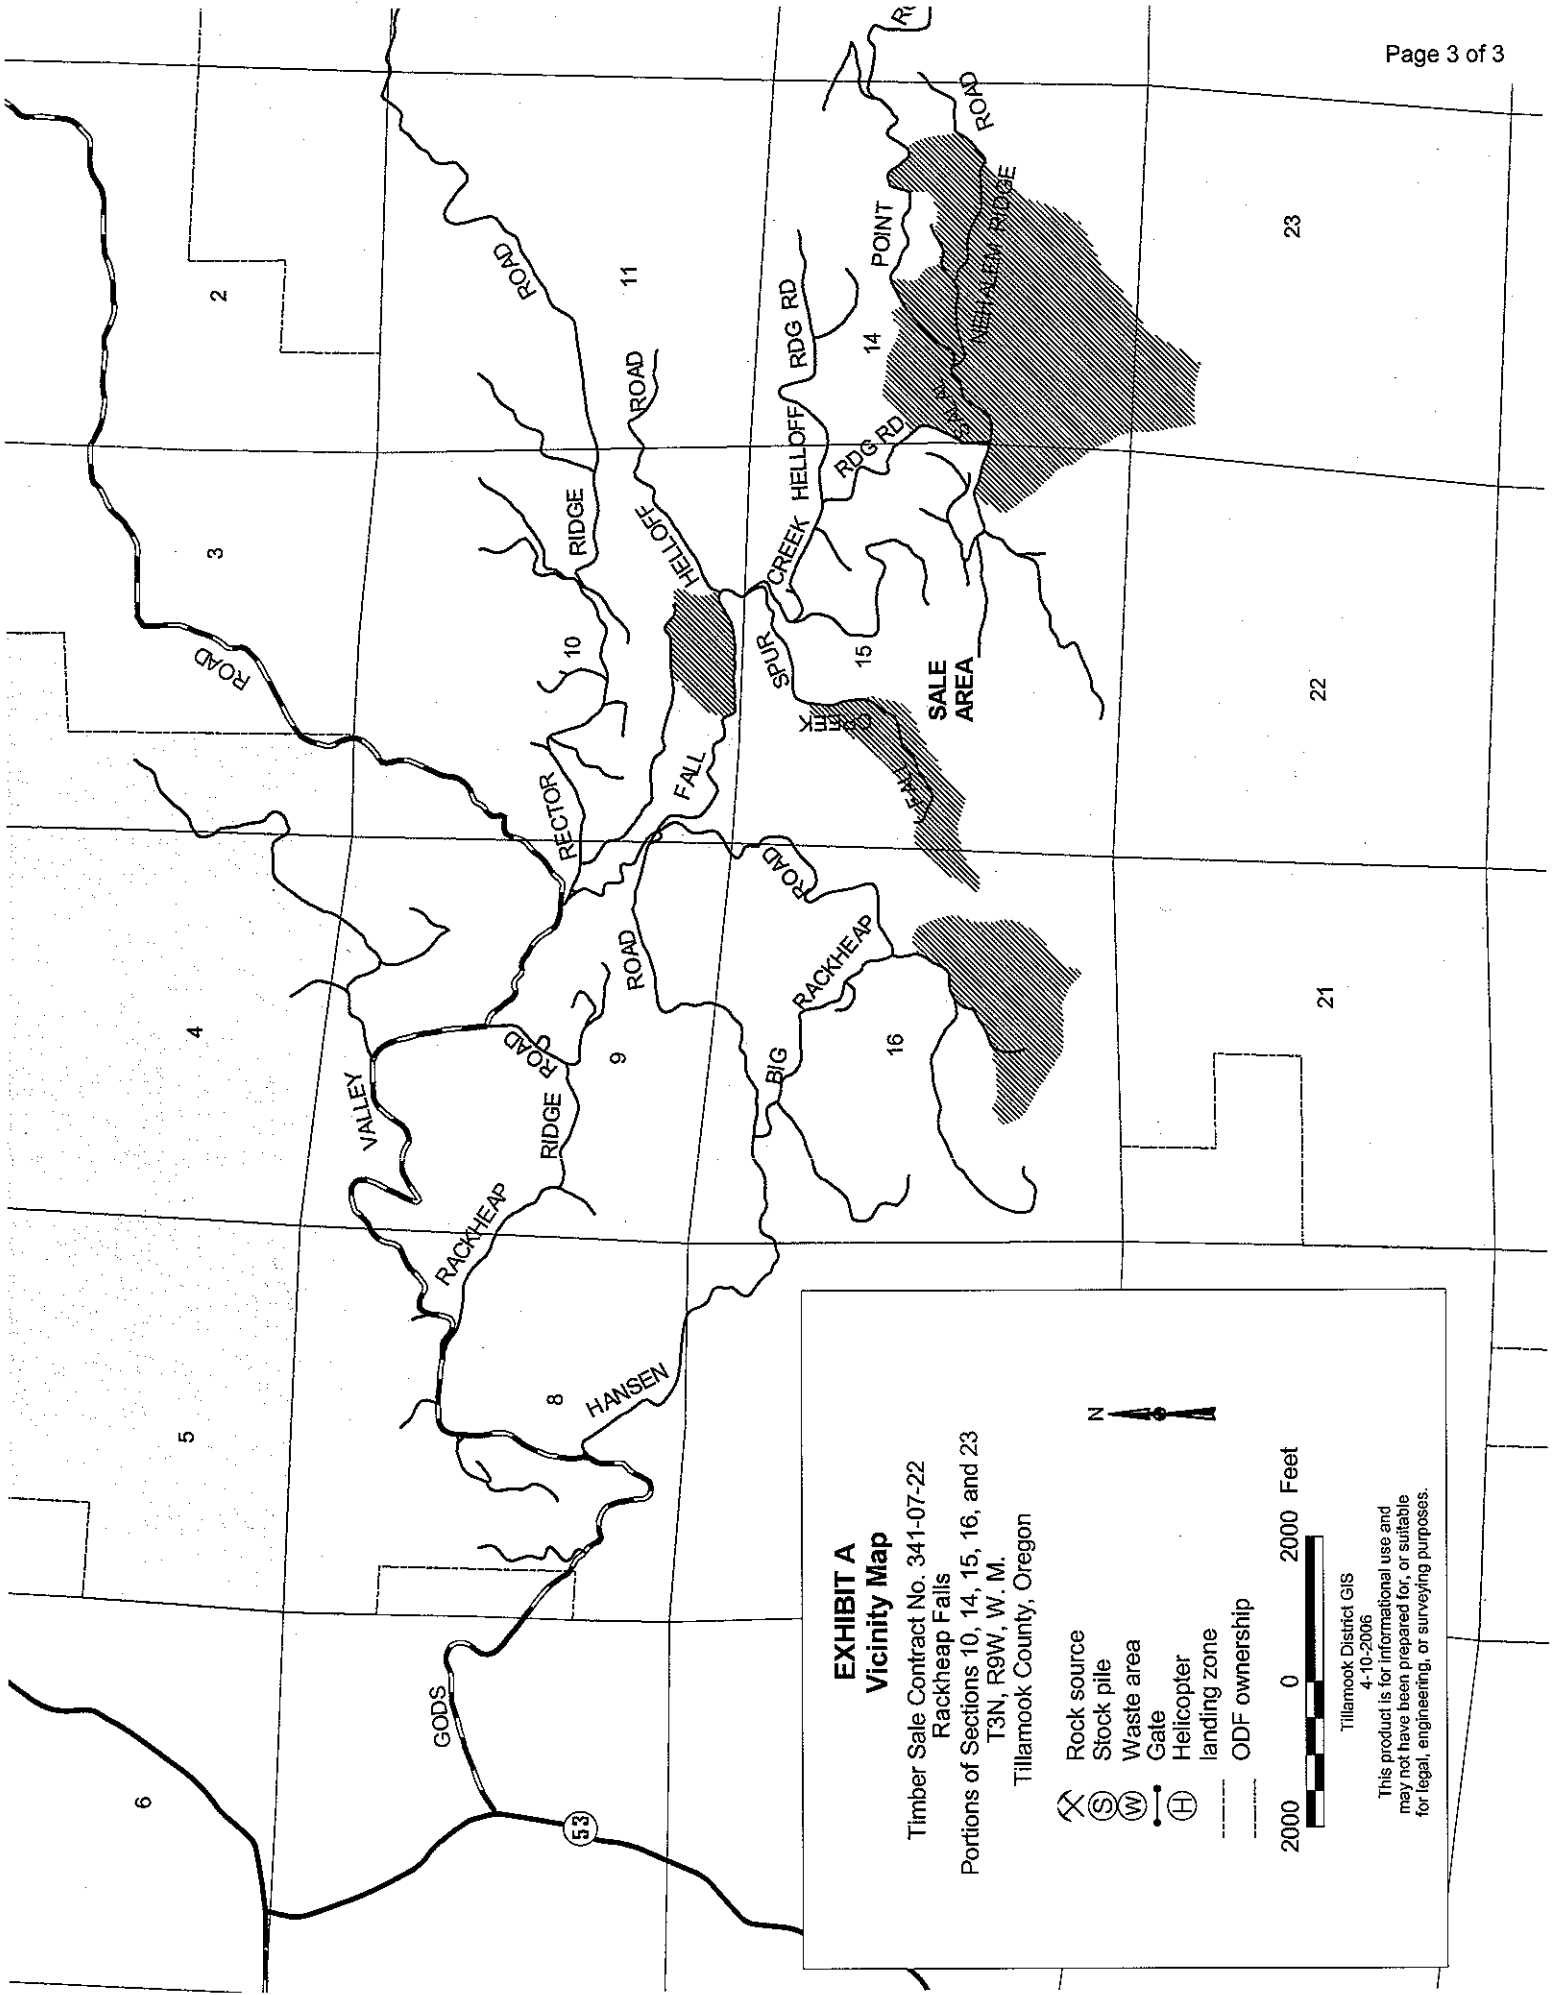 Page 3 of 3
6
5
4
3
2
GODS
VALLEY
ROAD
53
8
HANSEN
RACKHEAP
RIDGE
ROAD
9
ROAD
RECTOR
10
RIDGE
ROAD
11
FALL
HELLOFF
ROAD
BIG
RACKHEAP
ROAD
16
SPUR
CREEK
HELLOFF
RDG RD
RDG RD
15
14
POINT
CREEK
FALL
SALAL
NEHALEM RIDGE
ROAD
SALE
AREA
21
22
23
EXHIBIT A
Vicinity Map
Timber Sale Contract No. 341-07-22
Rackheap Falls
Portions of Sections 10, 14, 15, 16, and 23
T3N, R9W, W. M.
Tillamook County, Oregon
Rock source
S Stock pile
W Waste area
Gate
H Helicopter
landing zone
ODF ownership
N
2000 0 2000 Feet
Tillamook District GIS
4-10-2006
This product is for informational use and
may not have been prepared for, or suitable
for legal, engineering, or surveying purposes.